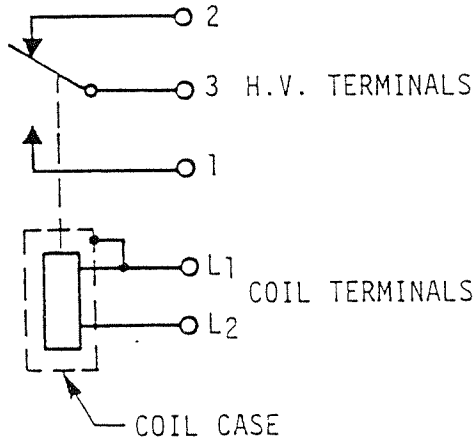 2
3 H.V. TERMINALS
1
L1
COIL TERMINALS
L2
COIL CASE